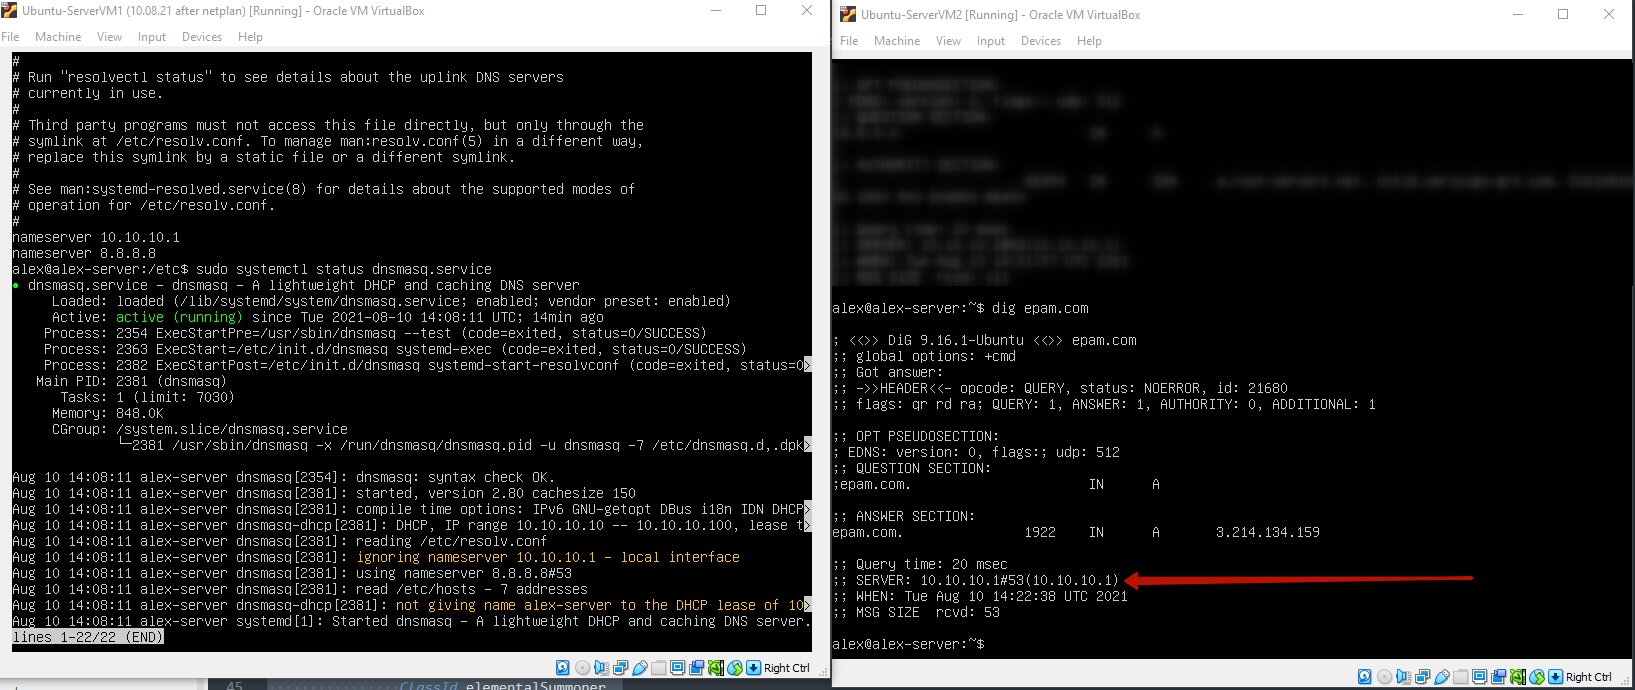 Ubuntu-ServerVM1 (10.08.21 after netplan) [Running] - Oracle VM VirtualBox
File Machine View Input Devices Help
#
# Run "resolvectl status" to see details about the uplink DNS servers
# currently in use.
#
# Third party programs must not access this file directly, but only through the
# symlink at /etc/resolv.conf. To manage man:resolv.conf(5) in a different way,
# replace this symlink by a static file or a different symlink.
#
# See man:systemd-resolved.service(8) for details about the supported modes of
# operation for /etc/resolv.conf.
#
nameserver 10.10.10.1
nameserver 8.8.8.8
alex@alex-server:/etc$ sudo systemctl status dnsmasq.service
● dnsmasq.service - dnsmasq - A lightweight DHCP and caching DNS server
Loaded: loaded (/lib/systemd/system/dnsmasq.service; enabled; vendor preset: enabled)
Active: active (running) since Tue 2021-08-10 14:08:11 UTC; 14min ago
Process: 2354 ExecStartPre=/usr/sbin/dnsmasq --test (code=exited, status=0/SUCCESS)
Process: 2363 ExecStart=/etc/init.d/dnsmasq systemd-exec (code=exited, status=0/SUCCESS)
Process: 2382 ExecStartPost=/etc/init.d/dnsmasq systemd-start-resolvconf (code=exited, status=0>
Main PID: 2381 (dnsmasq)
Tasks: 1 (limit: 7030)
Memory: 848.0K
CGroup: /system.slice/dnsmasq.service
└─2381 /usr/sbin/dnsmasq -x /run/dnsmasq/dnsmasq.pid -u dnsmasq -7 /etc/dnsmasq.d,.dpk>
Aug 10 14:08:11 alex-server dnsmasq[2354]: dnsmasq: syntax check OK.
Aug 10 14:08:11 alex-server dnsmasq[2381]: started, version 2.80 cachesize 150
Aug 10 14:08:11 alex-server dnsmasq[2381]: compile time options: IPv6 GNU-getopt DBus i18n IDN DHCP>
Aug 10 14:08:11 alex-server dnsmasq-dhcp[2381]: DHCP, IP range 10.10.10.10 -- 10.10.10.100, lease t>
Aug 10 14:08:11 alex-server dnsmasq[2381]: reading /etc/resolv.conf
Aug 10 14:08:11 alex-server dnsmasq[2381]: ignoring nameserver 10.10.10.1 - local interface
Aug 10 14:08:11 alex-server dnsmasq[2381]: using nameserver 8.8.8.8#53
Aug 10 14:08:11 alex-server dnsmasq[2381]: read /etc/hosts - 7 addresses
Aug 10 14:08:11 alex-server dnsmasq-dhcp[2381]: not giving name alex-server to the DHCP lease of 10>
Aug 10 14:08:11 alex-server systemd[1]: Started dnsmasq - A lightweight DHCP and caching DNS server.
lines 1-22/22 (END)
Right Ctrl
45 ClassId.elementalSummoner
Ubuntu-ServerVM2 [Running] - Oracle VM VirtualBox
File Machine View Input Devices Help
alex@alex-server:~$ dig epam.com
; <<>> DiG 9.16.1-Ubuntu <<>> epam.com
;; global options: +cmd
;; Got answer:
;; ->>HEADER<<- opcode: QUERY, status: NOERROR, id: 21680
;; flags: qr rd ra; QUERY: 1, ANSWER: 1, AUTHORITY: 0, ADDITIONAL: 1
;; OPT PSEUDOSECTION:
; EDNS: version: 0, flags:; udp: 512
;; QUESTION SECTION:
;epam.com. IN A
;; ANSWER SECTION:
epam.com. 1922 IN A 3.214.134.159
;; Query time: 20 msec
;; SERVER: 10.10.10.1#53(10.10.10.1)
;; WHEN: Tue Aug 10 14:22:38 UTC 2021
;; MSG SIZE rcvd: 53
alex@alex-server:~$
Right Ctrl